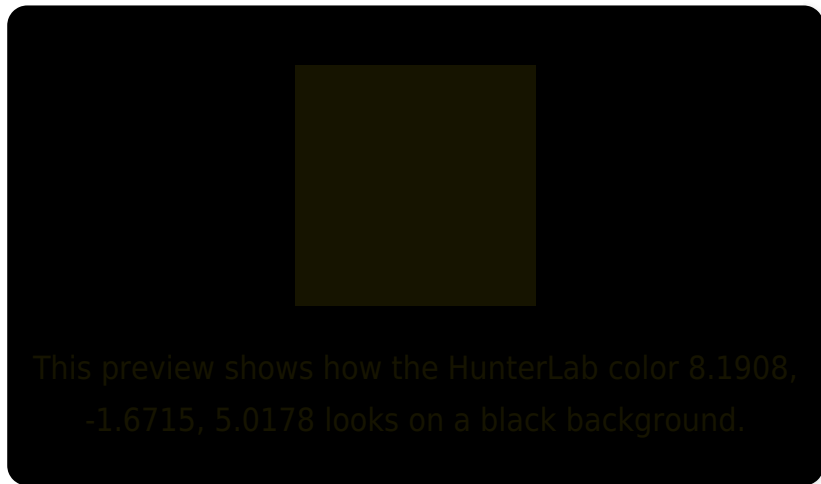 This preview shows how the HunterLab color 8.1908,
-1.6715, 5.0178 looks on a black background.